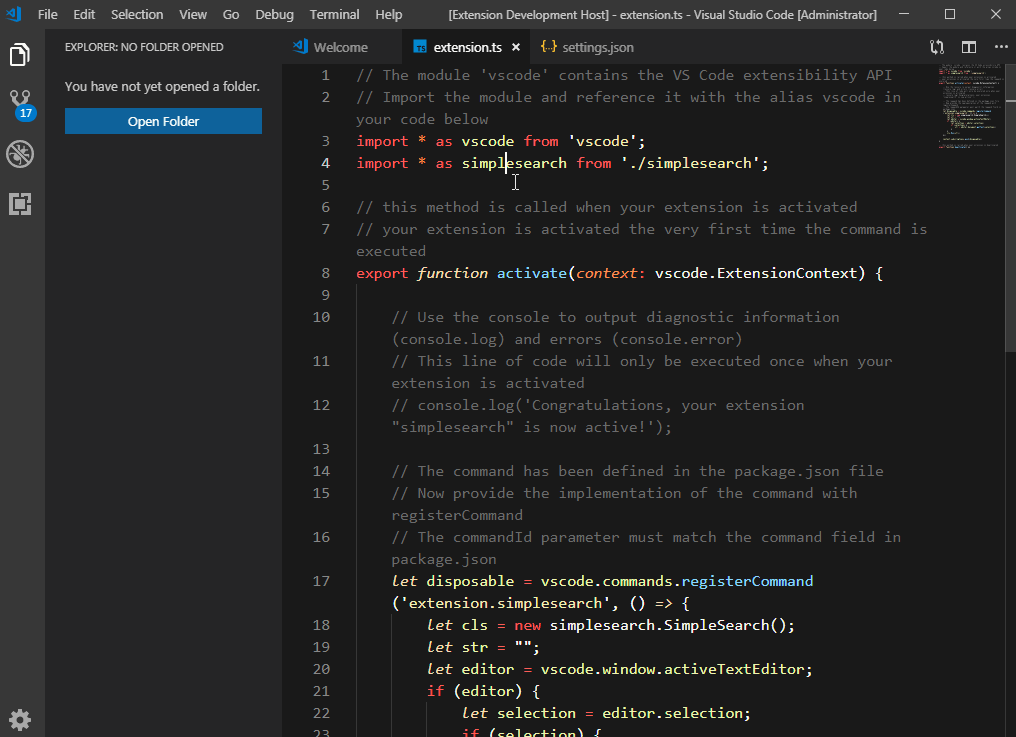 File Edit Selection View Go Debug Terminal Help [Extension Development Host] - extension.ts - Visual Studio Code [Administrator]
EXPLORER: NO FOLDER OPENED
You have not yet opened a folder.
Open Folder
17
Welcome TS extension.ts × {··} settings.json ···
1 // The module 'vscode' contains the VS Code extensibility API
2 // Import the module and reference it with the alias vscode in
your code below
3 import * as vscode from 'vscode';
4 import * as simplesearch from './simplesearch';
5
6 // this method is called when your extension is activated
7 // your extension is activated the very first time the command is
executed
8 export function activate(context: vscode.ExtensionContext) {
9
10 // Use the console to output diagnostic information
(console.log) and errors (console.error)
11 // This line of code will only be executed once when your
extension is activated
12 // console.log('Congratulations, your extension
"simplesearch" is now active!');
13
14 // The command has been defined in the package.json file
15 // Now provide the implementation of the command with
registerCommand
16 // The commandId parameter must match the command field in
package.json
17 let disposable = vscode.commands.registerCommand
('extension.simplesearch', () => {
18 let cls = new simplesearch.SimpleSearch();
19 let str = "";
20 let editor = vscode.window.activeTextEditor;
21 if (editor) {
22 let selection = editor.selection;
23 if (selection) {